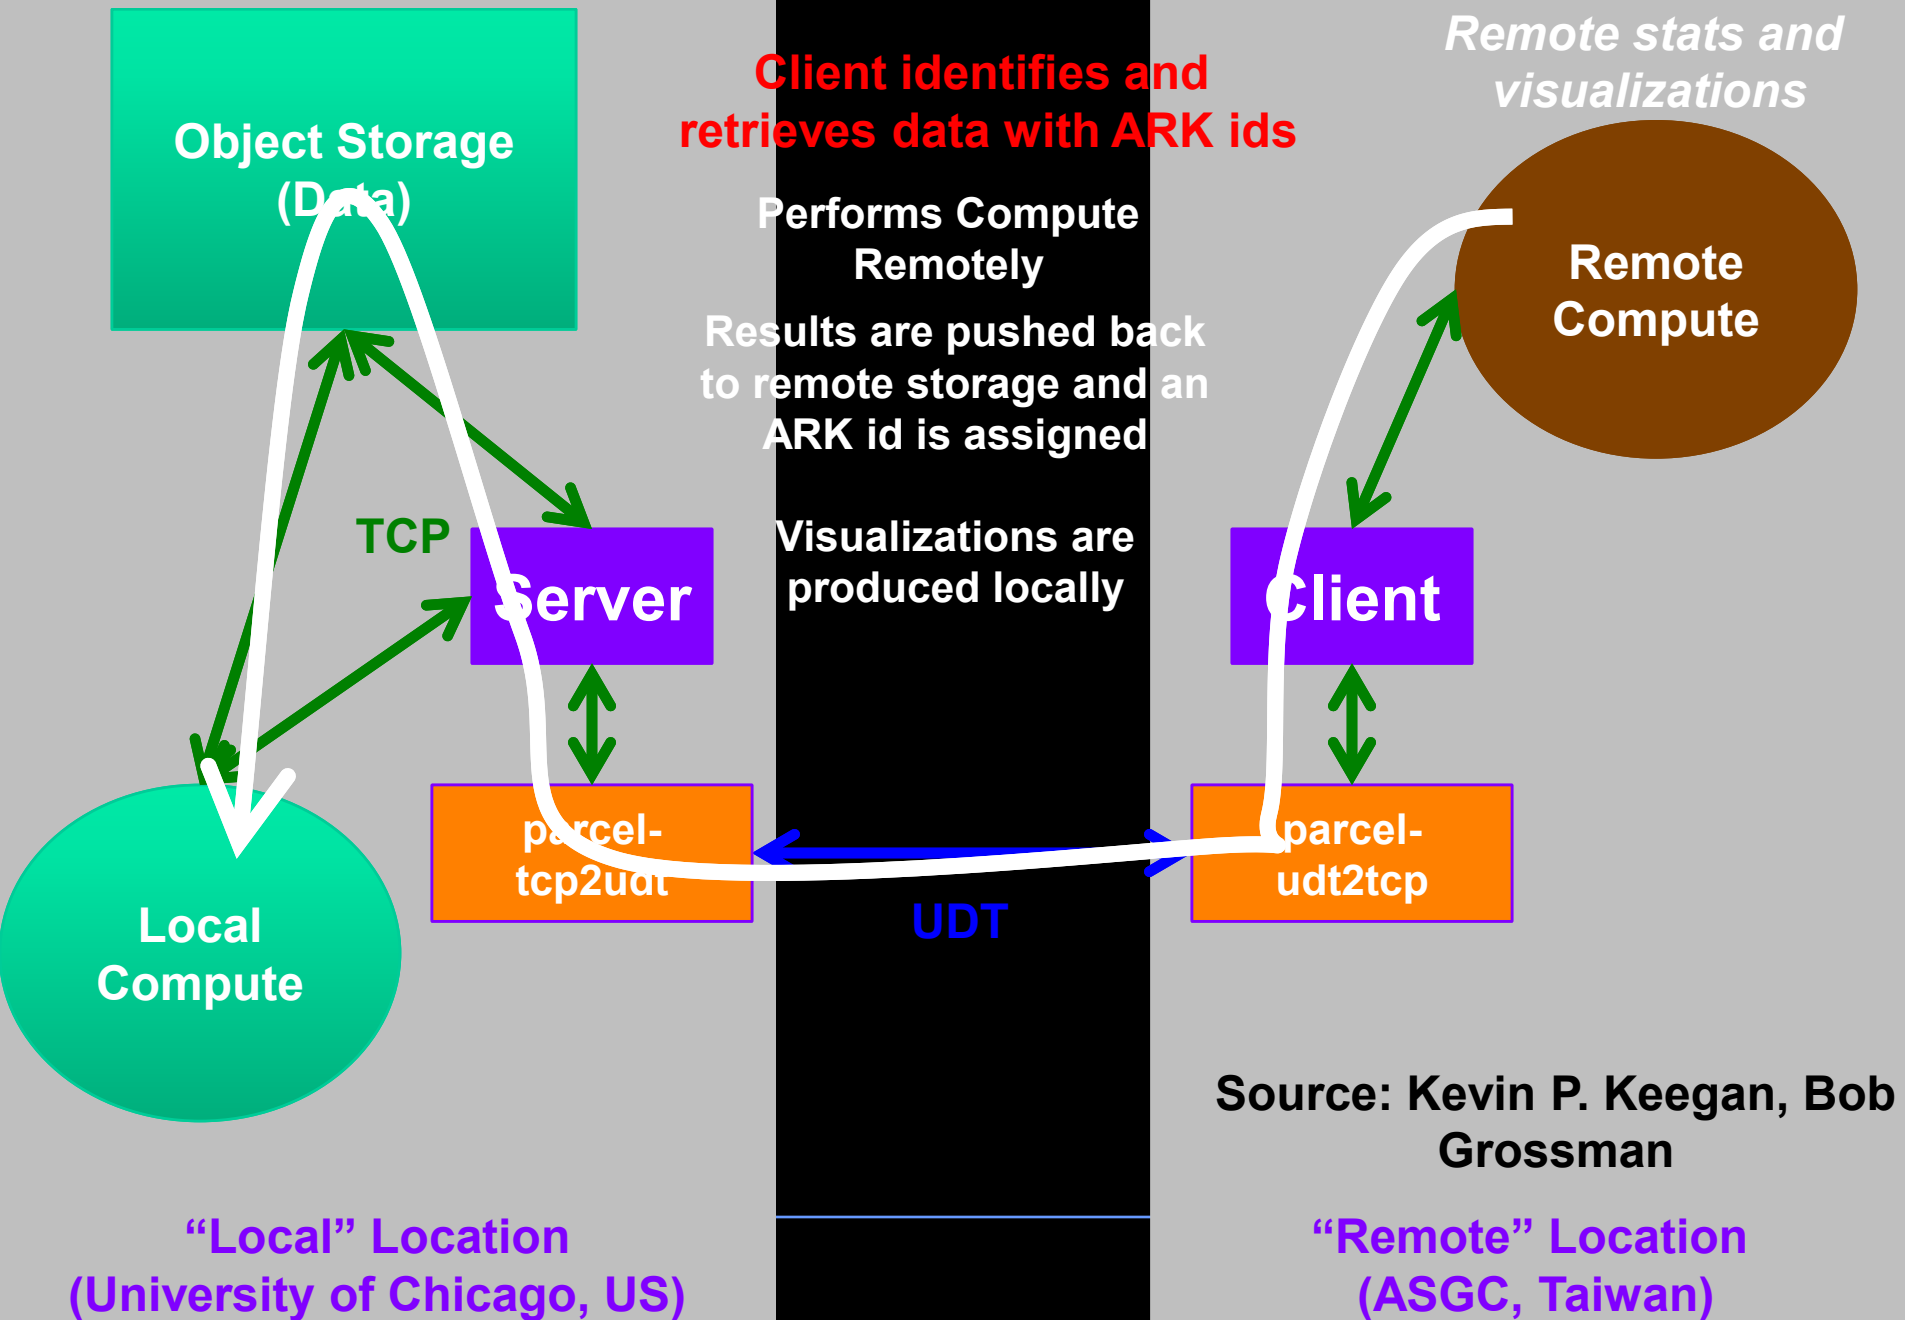 Object Storage
(Data)
Client identifies and
retrieves data with ARK ids
Performs Compute
Remotely
Results are pushed back
to remote storage and an
ARK id is assigned
Visualizations are
produced locally
Remote stats and
visualizations
Remote
Compute
TCP
Server
Client
parcel-
tcp2udt
UDT
parcel-
udt2tcp
Local
Compute
Source: Kevin P. Keegan, Bob
Grossman
“Local” Location
(University of Chicago, US)
“Remote” Location
(ASGC, Taiwan)